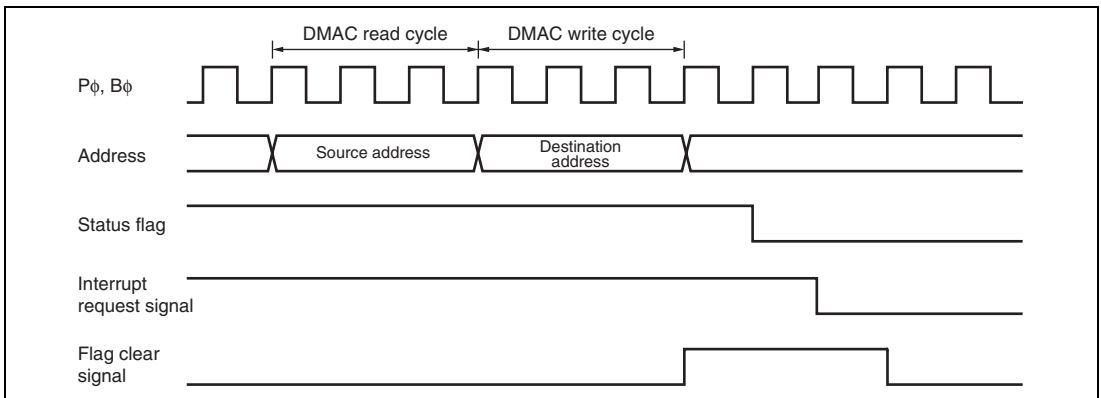 DMAC read cycle DMAC write cycle
Pϕ, Bϕ
Address Source address Destination address
Status flag
Interrupt
request signal
Flag clear
signal